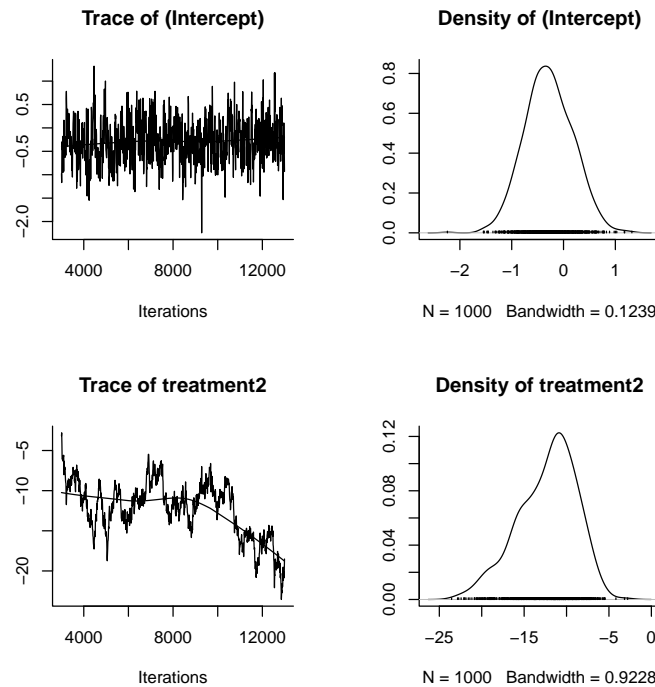 Trace of (Intercept)
0.5
−0.5
−2.0
4000 8000 12000
Iterations
Density of (Intercept)
0.8
0.6
0.4
0.2
0.0
−2 −1 0 1
N = 1000 Bandwidth = 0.1239
Trace of treatment2
−5
−10
−20
4000 8000 12000
Iterations
Density of treatment2
0.12
0.08
0.04
0.00
−25 −15 −5 0
N = 1000 Bandwidth = 0.9228